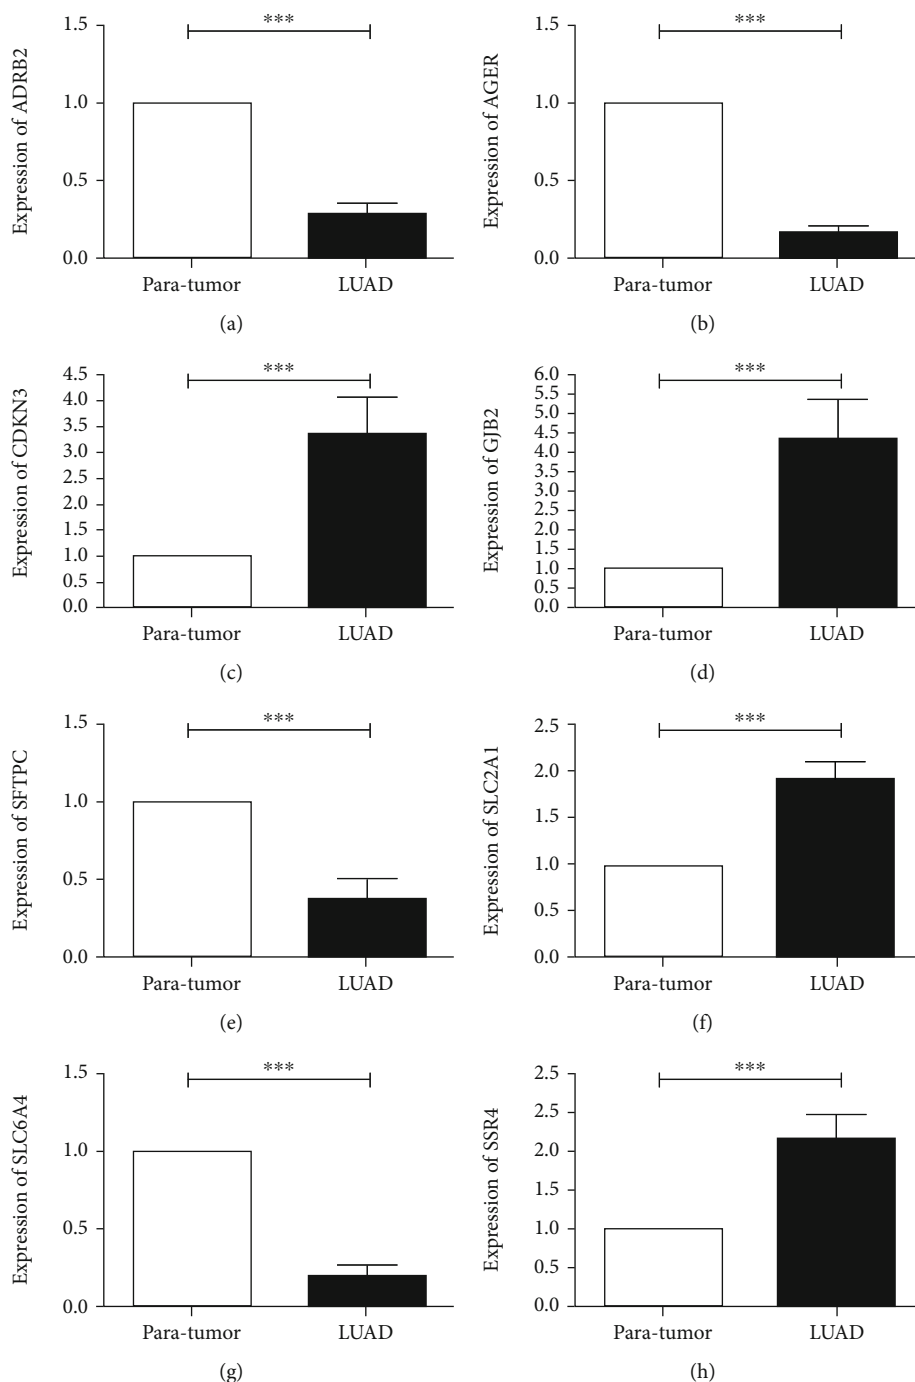 Expression of ADRB2
1.5
1.0
0.5
0.0
***
Para-tumor LUAD
(a)
Expression of AGER
1.5
1.0
0.5
0.0
***
Para-tumor LUAD
(b)
Expression of CDKN3
4.5
4.0
3.5
3.0
2.5
2.0
1.5
1.0
0.5
0.0
***
Para-tumor LUAD
(c)
Expression of GJB2
6.0
5.5
5.0
4.5
4.0
3.5
3.0
2.5
2.0
1.5
1.0
0.5
0.0
***
Para-tumor LUAD
(d)
Expression of SFTPC
1.5
1.0
0.5
0.0
***
Para-tumor LUAD
(e)
Expression of SLC2A1
2.5
2.0
1.5
1.0
0.5
0.0
***
Para-tumor LUAD
(f)
Expression of SLC6A4
1.5
1.0
0.5
0.0
***
Para-tumor LUAD
(g)
Expression of SSR4
2.5
2.5
2.0
1.5
1.0
0.5
0.0
***
Para-tumor LUAD
(h)